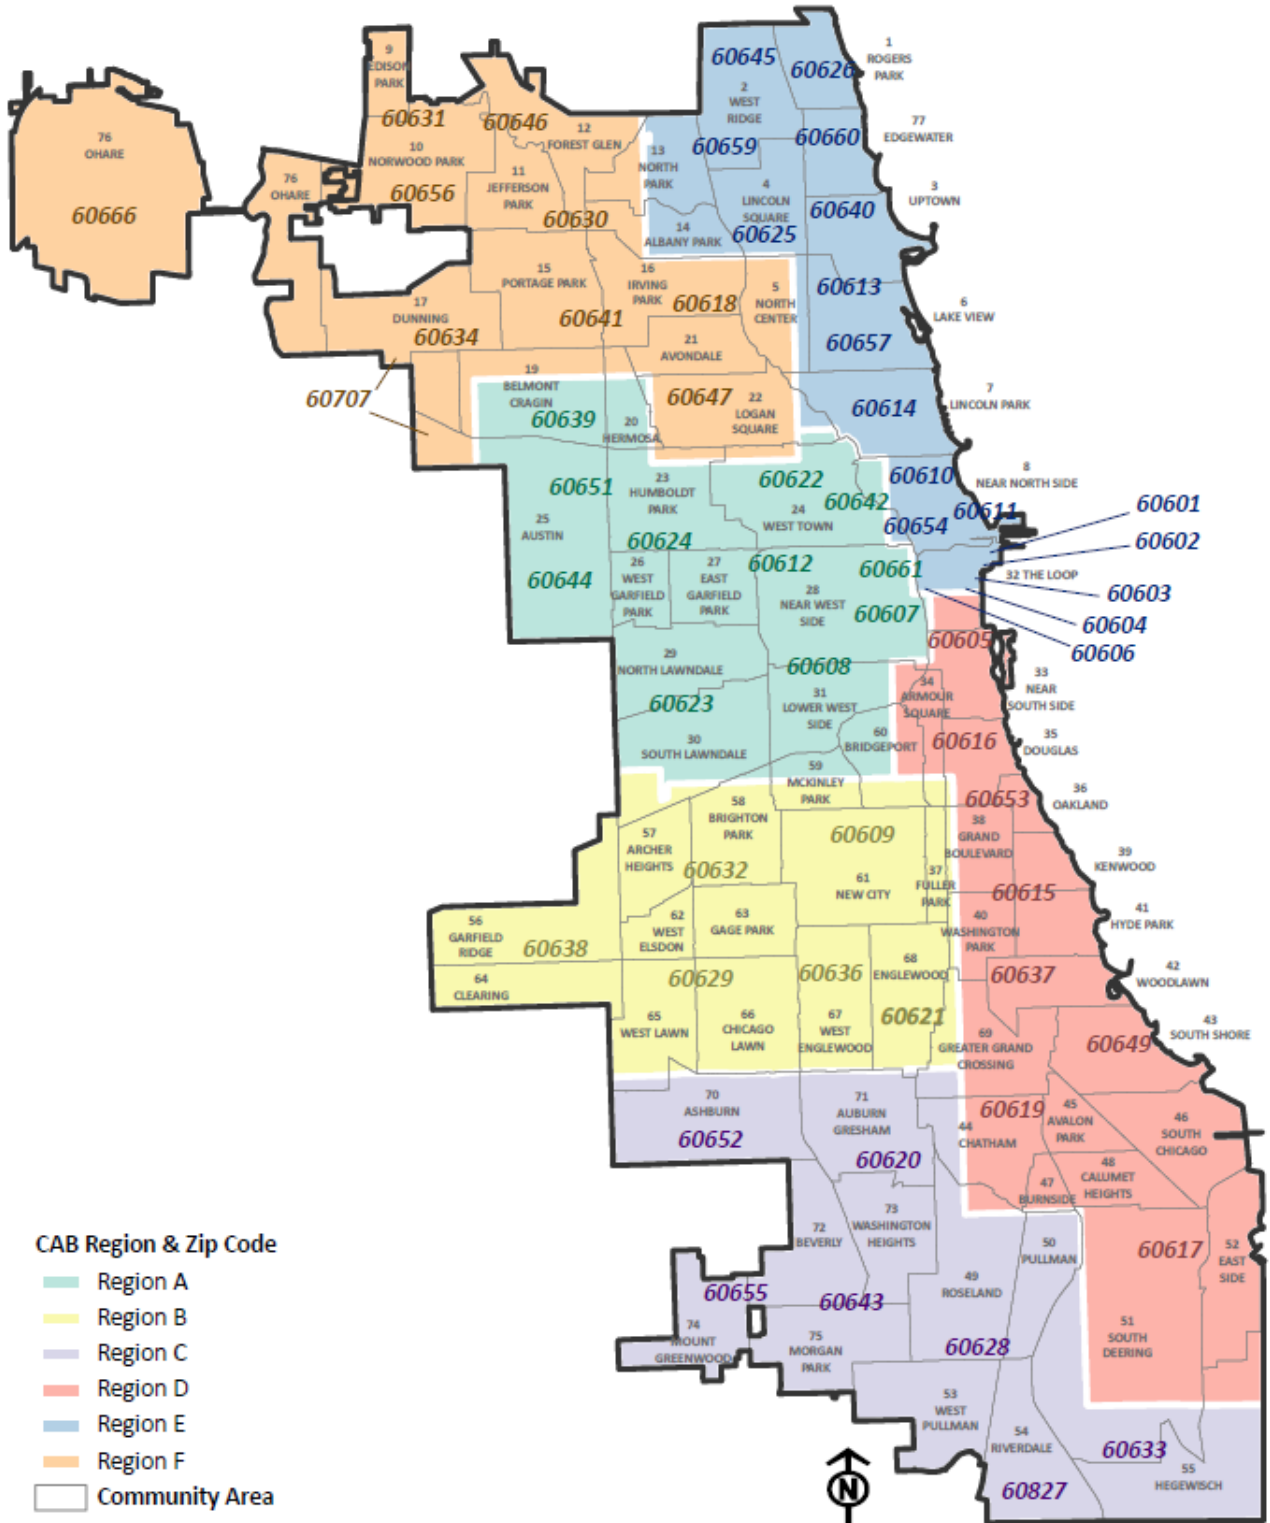 9
EDISON
PARK
60645
60626
1
ROGERS
PARK
2
WEST
RIDGE
60631
60646
12
FOREST GLEN
77
EDGEWATER
76
OHARE
10
NORWOOD PARK
13
NORTH
PARK
60659
60660
11
JEFFERSON
PARK
76
OHARE
60656
4
LINCOLN
SQUARE
3
UPTOWN
60666
60630
14
ALBANY PARK
60625
60640
15
PORTAGE PARK
16
IRVING
PARK
5
NORTH
CENTER
60613
17
DUNNING
60634
60641
60618
6
LAKE VIEW
21
AVONDALE
60657
60707
19
BELMONT
CRAGIN
60639
20
HERMOSA
60647
22
LOGAN
SQUARE
60614
7
LINCOLN PARK
60651
23
HUMBOLDT
PARK
60622
60642
60610
8
NEAR NORTH SIDE
25
AUSTIN
24
WEST TOWN
60654
60611
60601
60624
60602
60644
26
WEST
GARFIELD
PARK
27
EAST
GARFIELD
PARK
60612
28
NEAR WEST
SIDE
60661
32 THE LOOP
60603
60607
60604
60605
60606
29
NORTH LAWNDALE
60608
60623
31
LOWER WEST
SIDE
34
ARMOUR
SQUARE
33
NEAR
SOUTH SIDE
30
SOUTH LAWNDALE
60
BRIDGEPORT
60616
35
DOUGLAS
59
MCKINLEY
PARK
58
BRIGHTON
PARK
60653
36
OAKLAND
57
ARCHER
HEIGHTS
60609
38
GRAND
BOULEVARD
60632
61
NEW CITY
37
FULLER
PARK
60615
39
KENWOOD
56
GARFIELD
RIDGE
60638
62
WEST
ELSDON
63
GAGE PARK
40
WASHINGTON
PARK
41
HYDE PARK
64
CLEARING
60629
60636
68
ENGLEWOOD
60637
42
WOODLAWN
65
WEST LAWN
66
CHICAGO
LAWN
67
WEST
ENGLEWOOD
60621
69
GREATER GRAND
CROSSING
60649
43
SOUTH SHORE
70
ASHBURN
60652
71
AUBURN
GRESHAM
60620
60619
44
CHATHAM
45
AVALON
PARK
46
SOUTH
CHICAGO
48
CALUMET
HEIGHTS
47
BURNSIDE
72
BEVERLY
73
WASHINGTON
HEIGHTS
50
PULLMAN
60617
52
EAST
SIDE
60655
60643
49
ROSELAND
74
MOUNT
GREENWOOD
75
MORGAN
PARK
60628
51
SOUTH
DEERING
53
WEST
PULLMAN
54
RIVERDALE
60633
55
HEGEWISCH
60827
CAB Region & Zip Code
Region A
Region B
Region C
Region D
Region E
Region F
Community Area
N